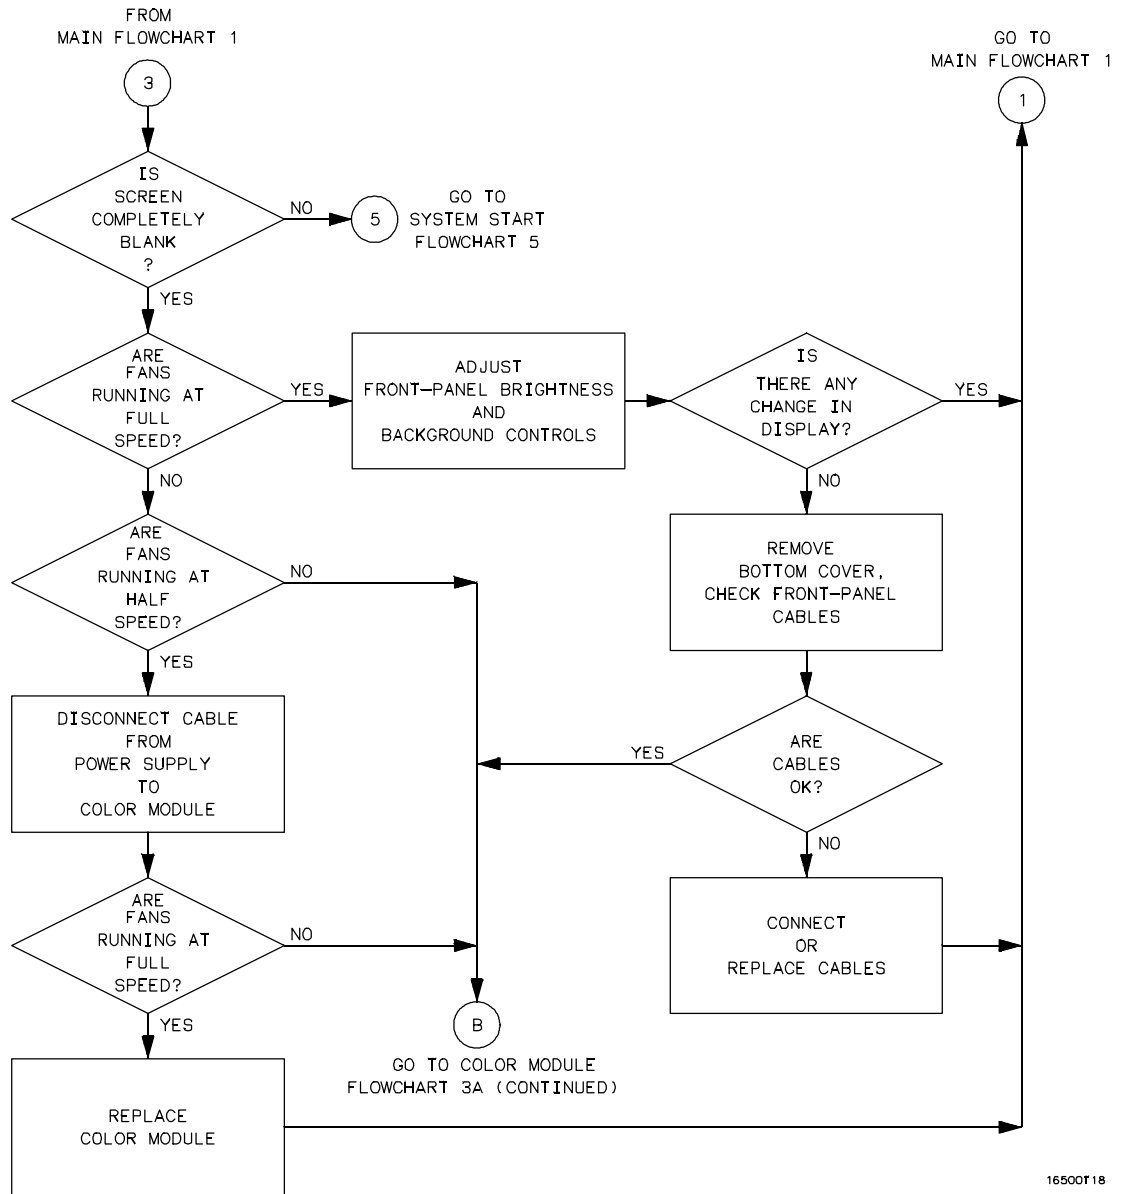 FROM
MAIN FLOWCHART 1
3
GO TO
MAIN FLOWCHART 1
1
IS
SCREEN
COMPLETELY
BLANK
?
NO
5
GO TO
SYSTEM START
FLOWCHART 5
YES
ARE
FANS
RUNNING AT
FULL
SPEED?
YES
ADJUST
FRONT-PANEL BRIGHTNESS
AND
BACKGROUND CONTROLS
IS
THERE ANY
CHANGE IN
DISPLAY?
YES
NO
NO
ARE
FANS
RUNNING AT
HALF
SPEED?
NO
REMOVE
BOTTOM COVER,
CHECK FRONT-PANEL
CABLES
YES
DISCONNECT CABLE
FROM
POWER SUPPLY
TO
COLOR MODULE
YES
ARE
CABLES
OK?
NO
ARE
FANS
RUNNING AT
FULL
SPEED?
NO
CONNECT
OR
REPLACE CABLES
YES
B
GO TO COLOR MODULE
FLOWCHART 3A (CONTINUED)
REPLACE
COLOR MODULE
16500T18